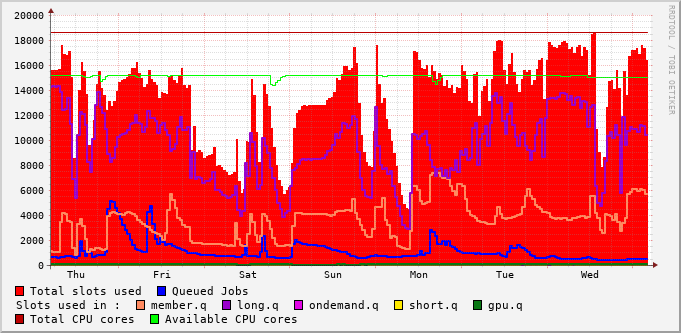 20000
18000
16000
14000
12000
10000
8000
6000
4000
2000
0
Thu Fri Sat Sun Mon Tue Wed
RRDTOOL / TOBI OETIKER
Total slots used Queued Jobs
Slots used in : member.q long.q ondemand.q short.q gpu.q
Total CPU cores Available CPU cores